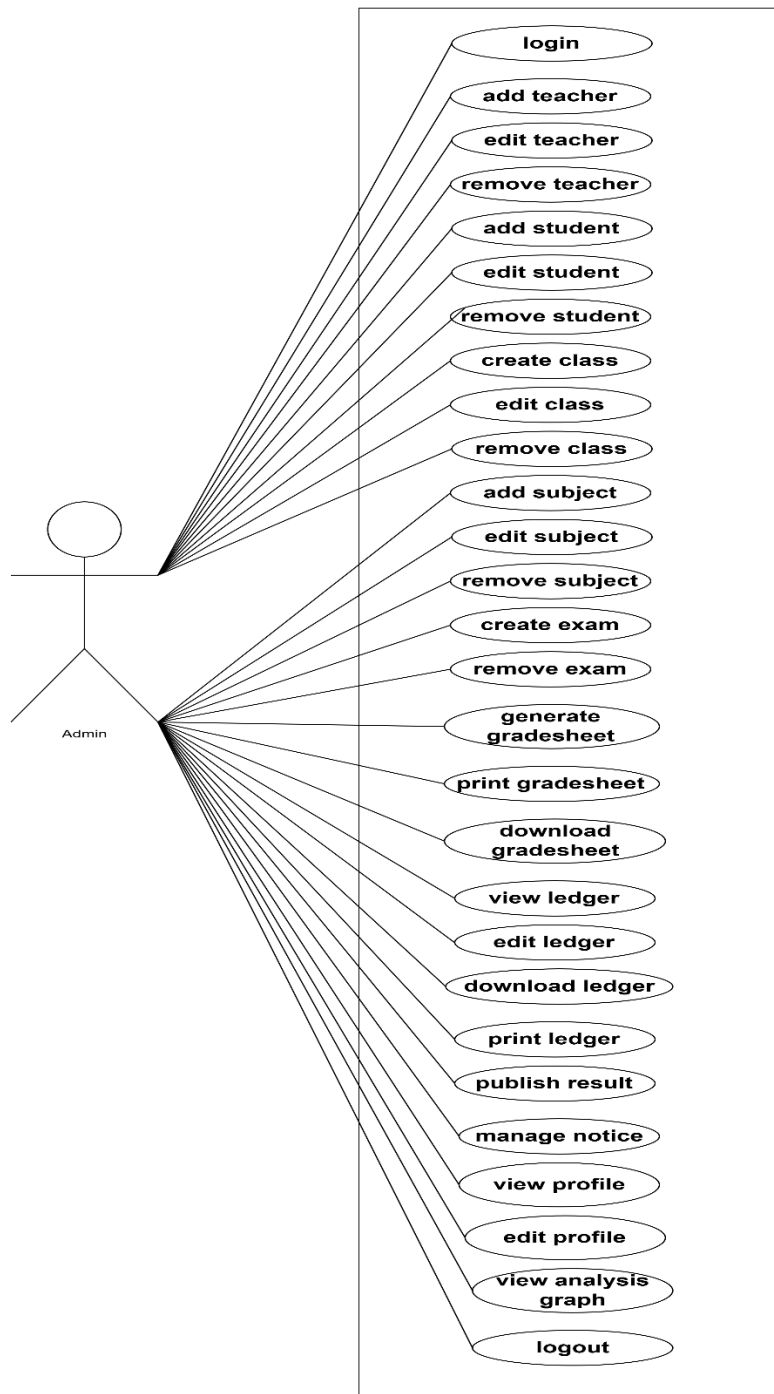 login
add teacher
edit teacher
remove teacher
add student
edit student
remove student
create class
edit class
remove class
add subject
edit subject
remove subject
create exam
remove exam
generate
gradesheet
Admin
print gradesheet
download
gradesheet
view ledger
edit ledger
download ledger
print ledger
publish result
manage notice
view profile
edit profile
view analysis
graph
logout